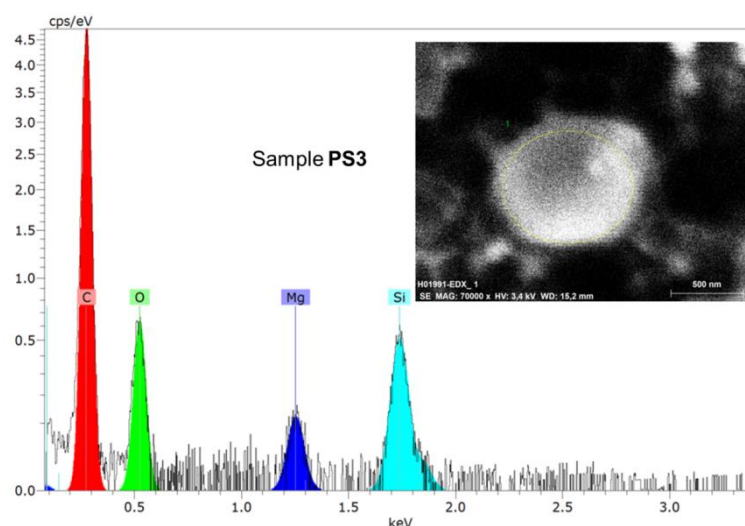 cps/eV
4.5
4.0
3.5
3.0
2.5
2.0
1.5
1.0
0.5
0.0
Sample PS3
C
O
Mg
Si
0.5
1.0
1.5
2.0
2.5
3.0
keV
1
H01991-EDX_ 1
SE MAG: 70000 x HV: 3,4 kV WD: 15,2 mm
500 nm